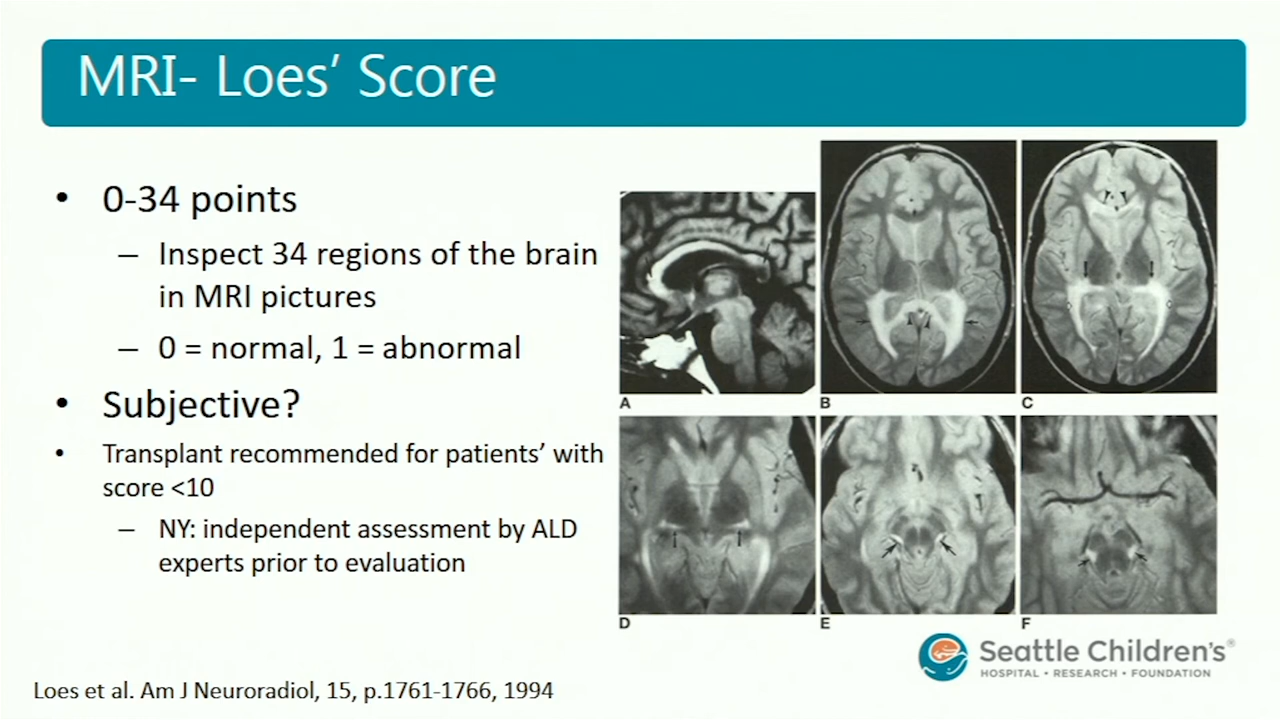 MRI- Loes’ Score
• 0-34 points
– Inspect 34 regions of the brain
in MRI pictures
– 0 = normal, 1 = abnormal
• Subjective?
• Transplant recommended for patients’ with
score <10
– NY: independent assessment by ALD
experts prior to evaluation
A
B
C
D
E
F
Seattle Children’s®
HOSPITAL • RESEARCH • FOUNDATION
Loes et al. Am J Neuroradiol, 15, p.1761-1766, 1994